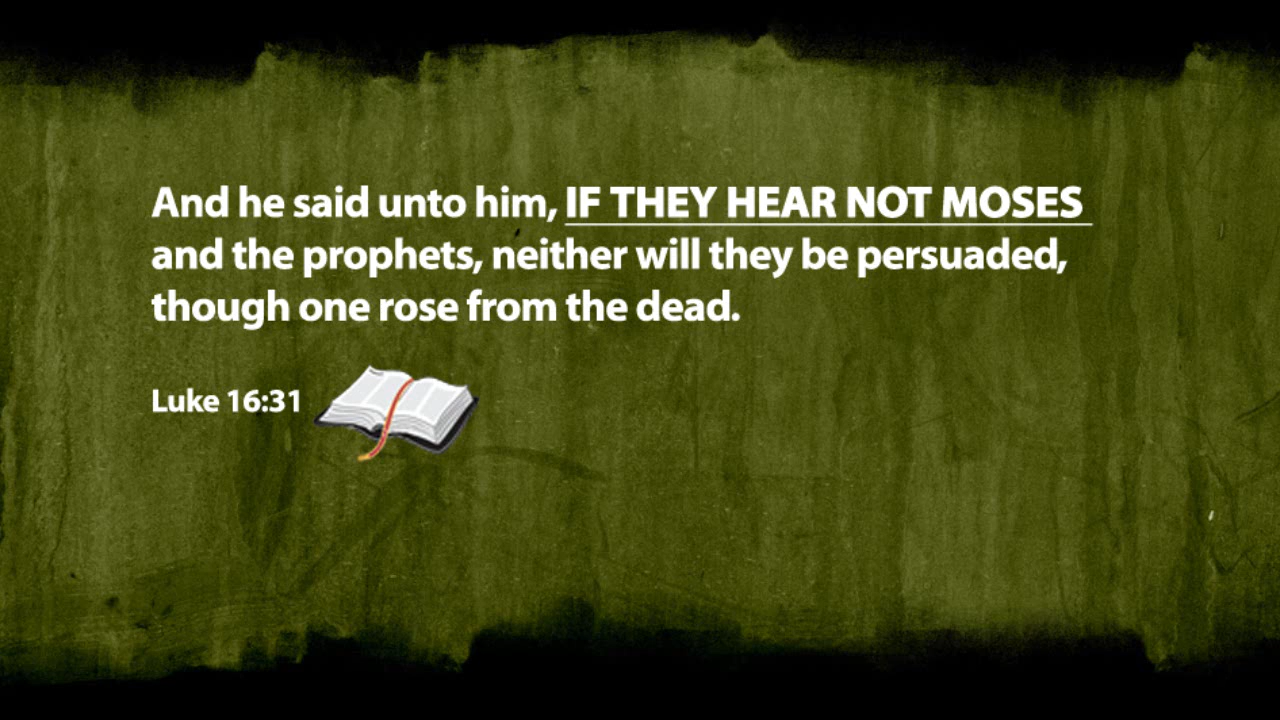 And he said unto him, IF THEY HEAR NOT MOSES
and the prophets, neither will they be persuaded,
though one rose from the dead.
Luke 16:31